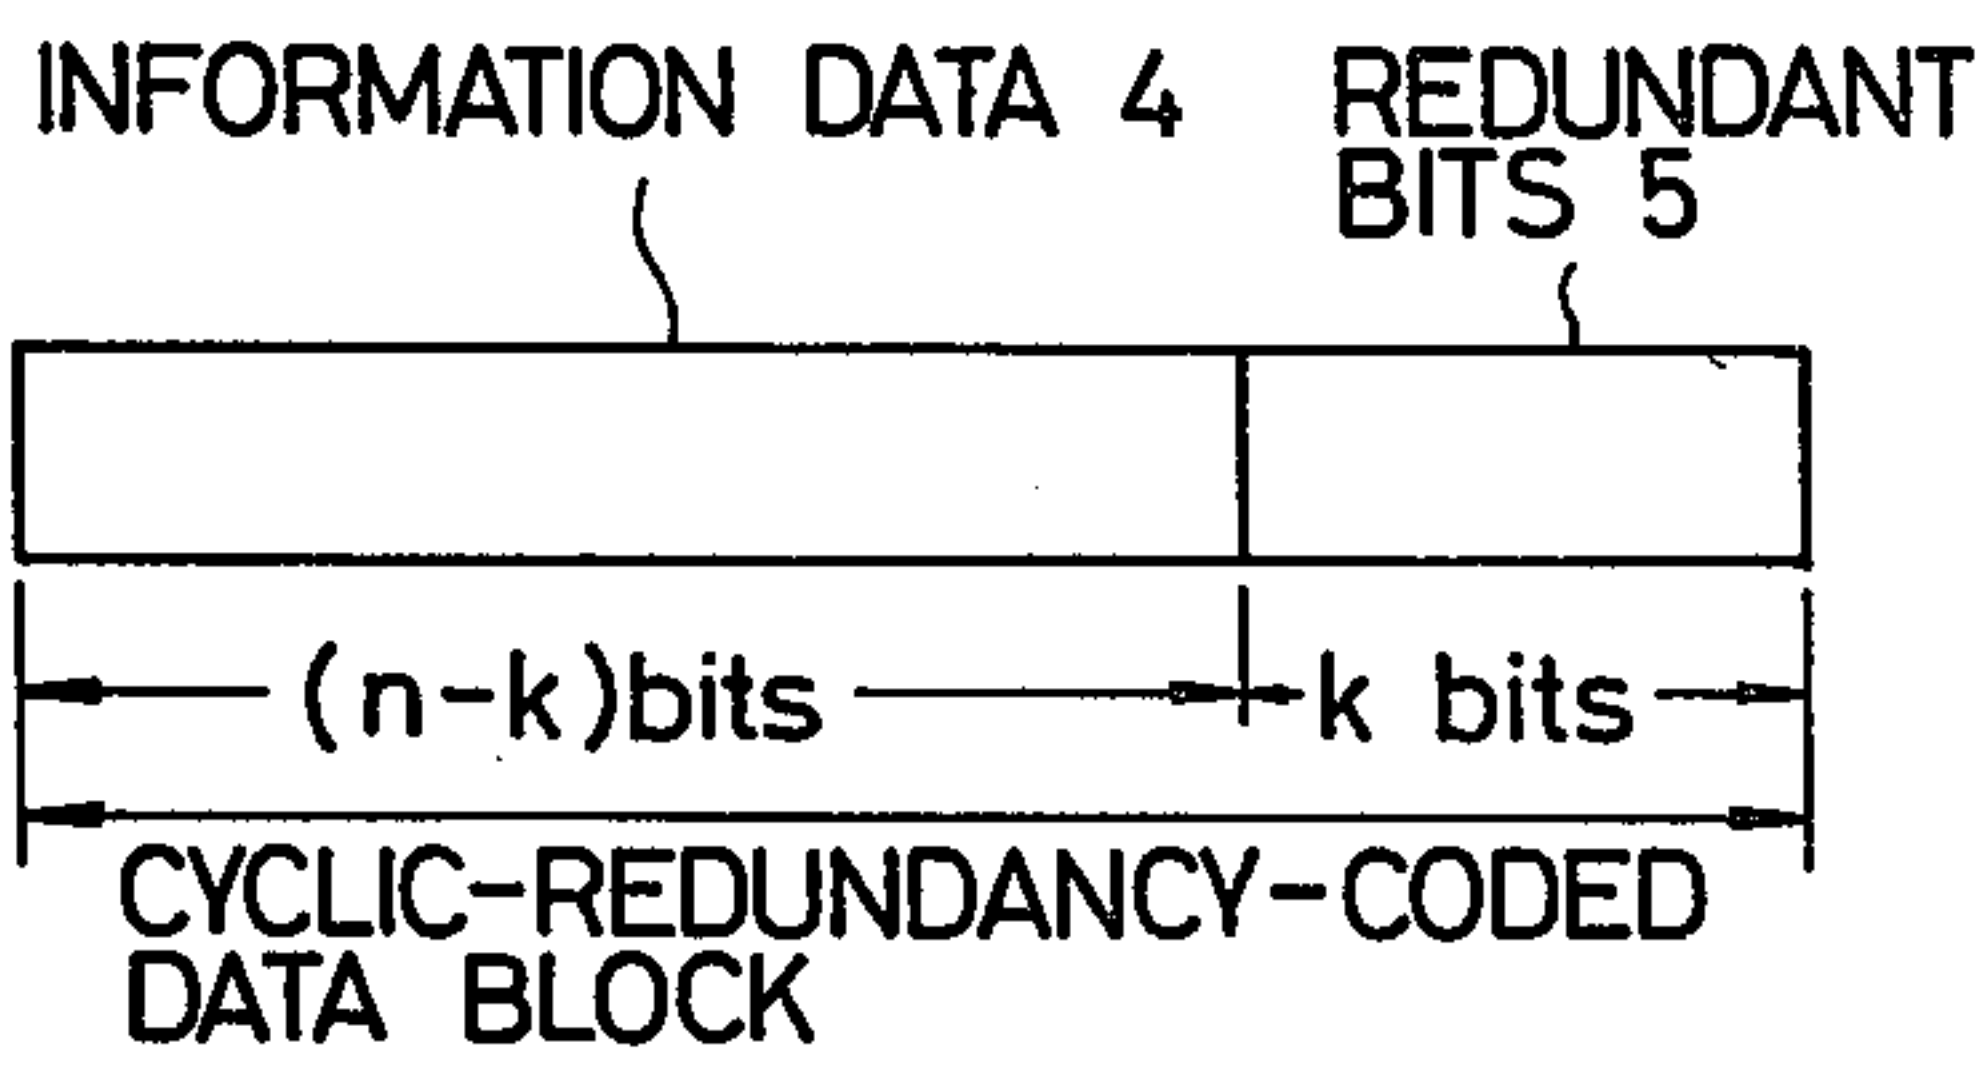 INFORMATION DATA 4
REDUNDANT
BITS 5
(n-k)bits
k bits
CYCLIC-REDUNDANCY-CODED
DATA BLOCK